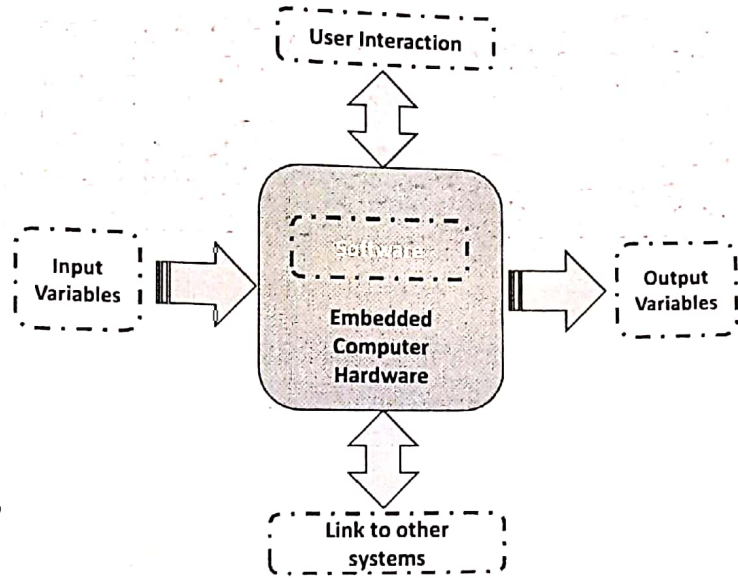 User Interaction
Input
Variables
Software
Embedded
Computer
Hardware
Output
Variables
Link to other
systems